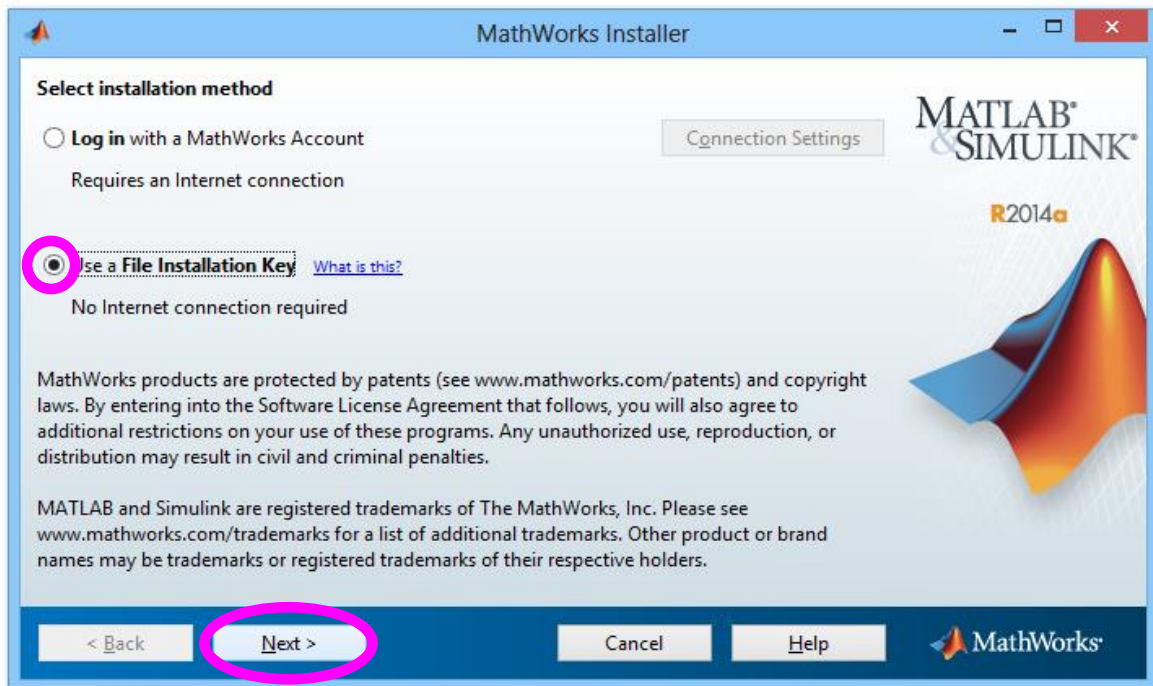 MathWorks Installer
Select installation method
Log in with a MathWorks Account
Connection Settings
Requires an Internet connection
Use a File Installation Key What is this?
No Internet connection required
MathWorks products are protected by patents (see www.mathworks.com/patents) and copyright
laws. By entering into the Software License Agreement that follows, you will also agree to
additional restrictions on your use of these programs. Any unauthorized use, reproduction, or
distribution may result in civil and criminal penalties.
MATLAB and Simulink are registered trademarks of The MathWorks, Inc. Please see
www.mathworks.com/trademarks for a list of additional trademarks. Other product or brand
names may be trademarks or registered trademarks of their respective holders.
MATLAB®
&SIMULINK®
R2014a
< Back Next > Cancel Help MathWorks®